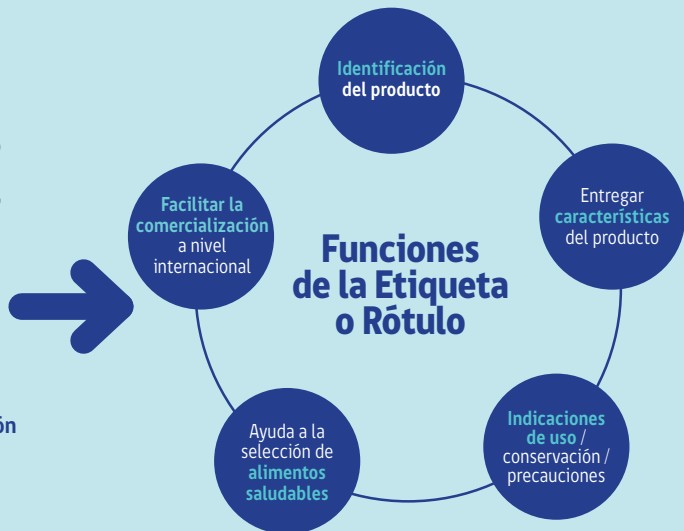 Identificación
del producto
Entregar
características
del producto
Facilitar la
comercialización
a nivel
internacional
Funciones
de la Etiqueta
o Rótulo
Indicaciones
de uso /
conservación /
precauciones
Ayuda a la
selección de
alimentos
saludables